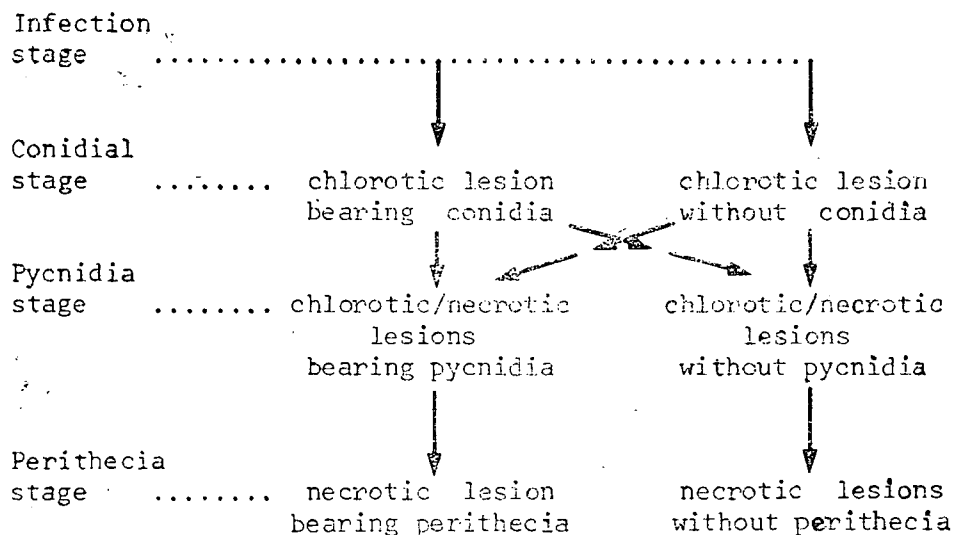 Infection
stage ....................................................
Conidial
stage ........ chlorotic lesion chlorotic lesion
bearing conidia without conidia
Pycnidia
stage ........ chlorotic/necrotic chlorotic/necrotic
lesions lesions
bearing pycnidia without pycnidia
Perithecia
stage ........ necrotic lesion necrotic lesions
bearing perithecia without perithecia